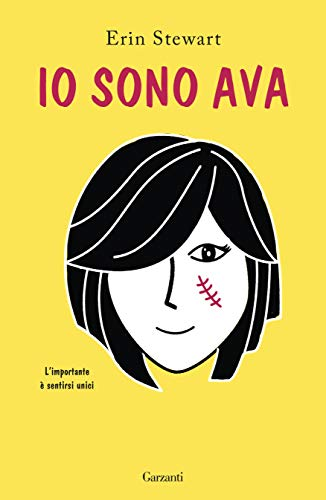 Erin Stewart
IO SONO AVA
L'importante
è sentirsi unici
Garzanti